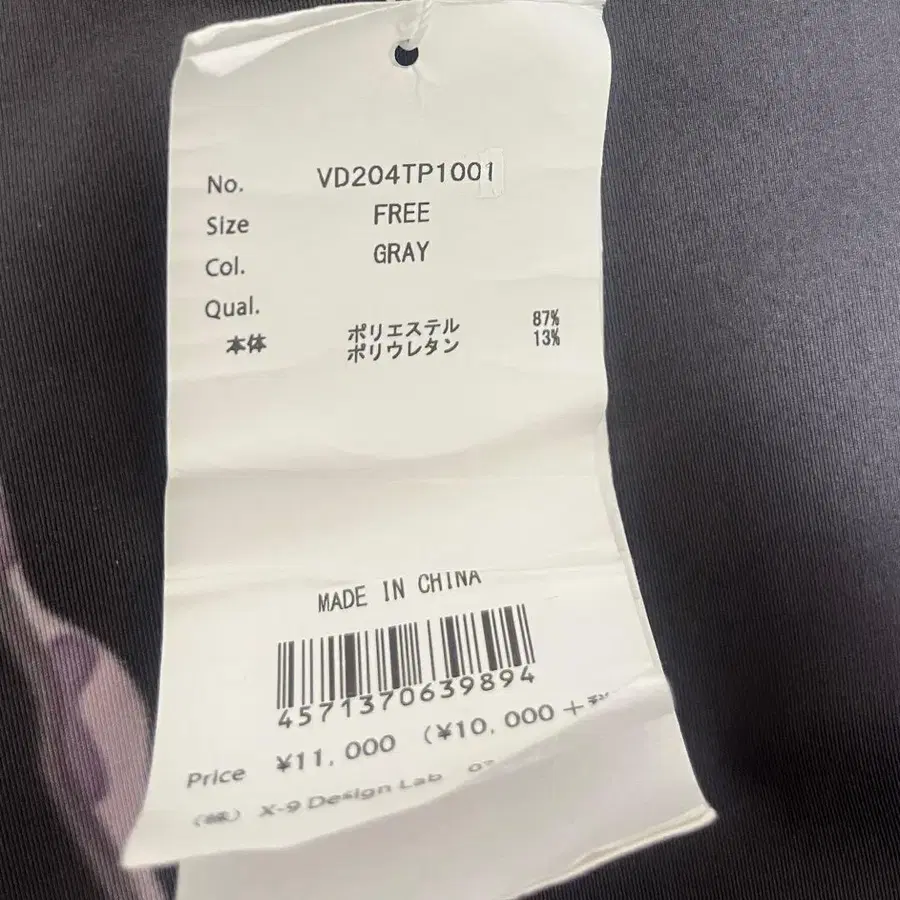 No. VD204TP1001
Size FREE
Col. GRAY
Qual.
本体 ポリエステル 87%
ポリウレタン 13%
MADE IN CHINA
4571370639894
Price ¥11,000 (¥10,000+
(株) X-9 Design Lab